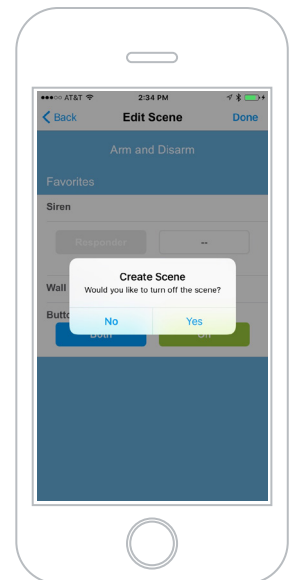 AT&T 2:34 PM
Back Edit Scene Done
Arm and Disarm
Favorites
Siren
Responder --
Create Scene
Would you like to turn off the scene?
No Yes
Wall
Butto
Both On